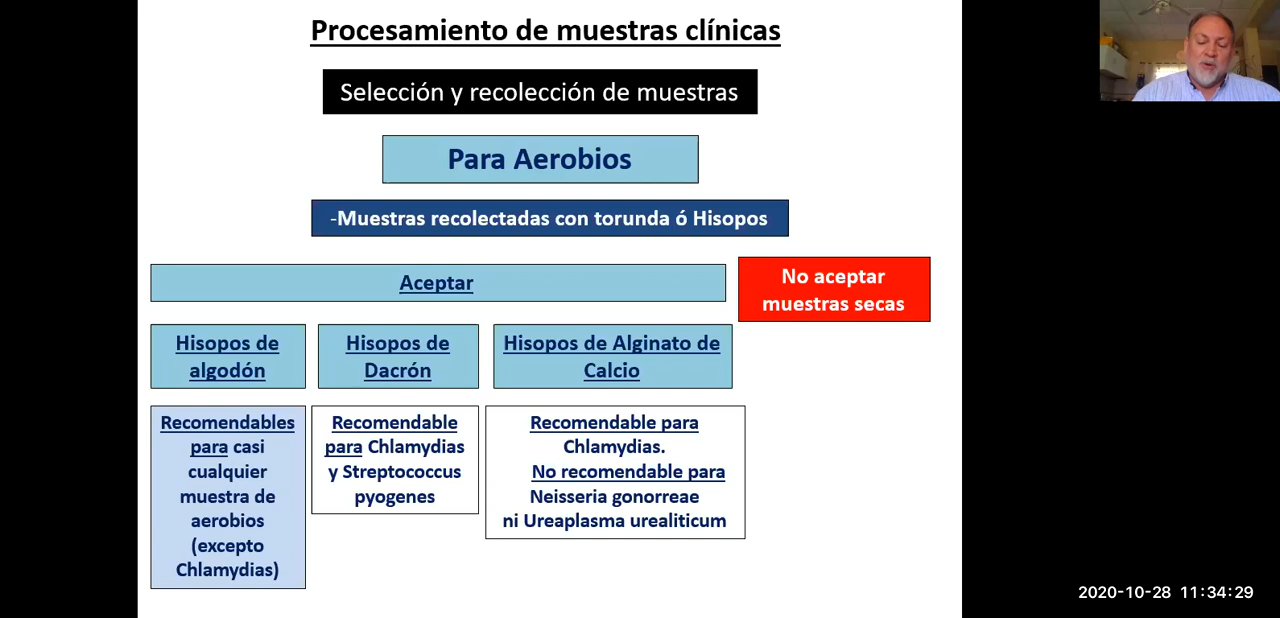 Procesamiento de muestras clínicas
Selección y recolección de muestras
Para Aerobios
-Muestras recolectadas con torunda ó Hisopos
Aceptar
No aceptar
muestras secas
Hisopos de
algodón
Hisopos de
Dacrón
Hisopos de Alginato de
Calcio
Recomendables
para casi
cualquier
muestra de
aerobios
(excepto
Chlamydias)
Recomendable
para Chlamydias
y Streptococcus
pyogenes
Recomendable para
Chlamydias.
No recomendable para
Neisseria gonorreae
ni Ureaplasma urealiticum
2020-10-28 11:34:29